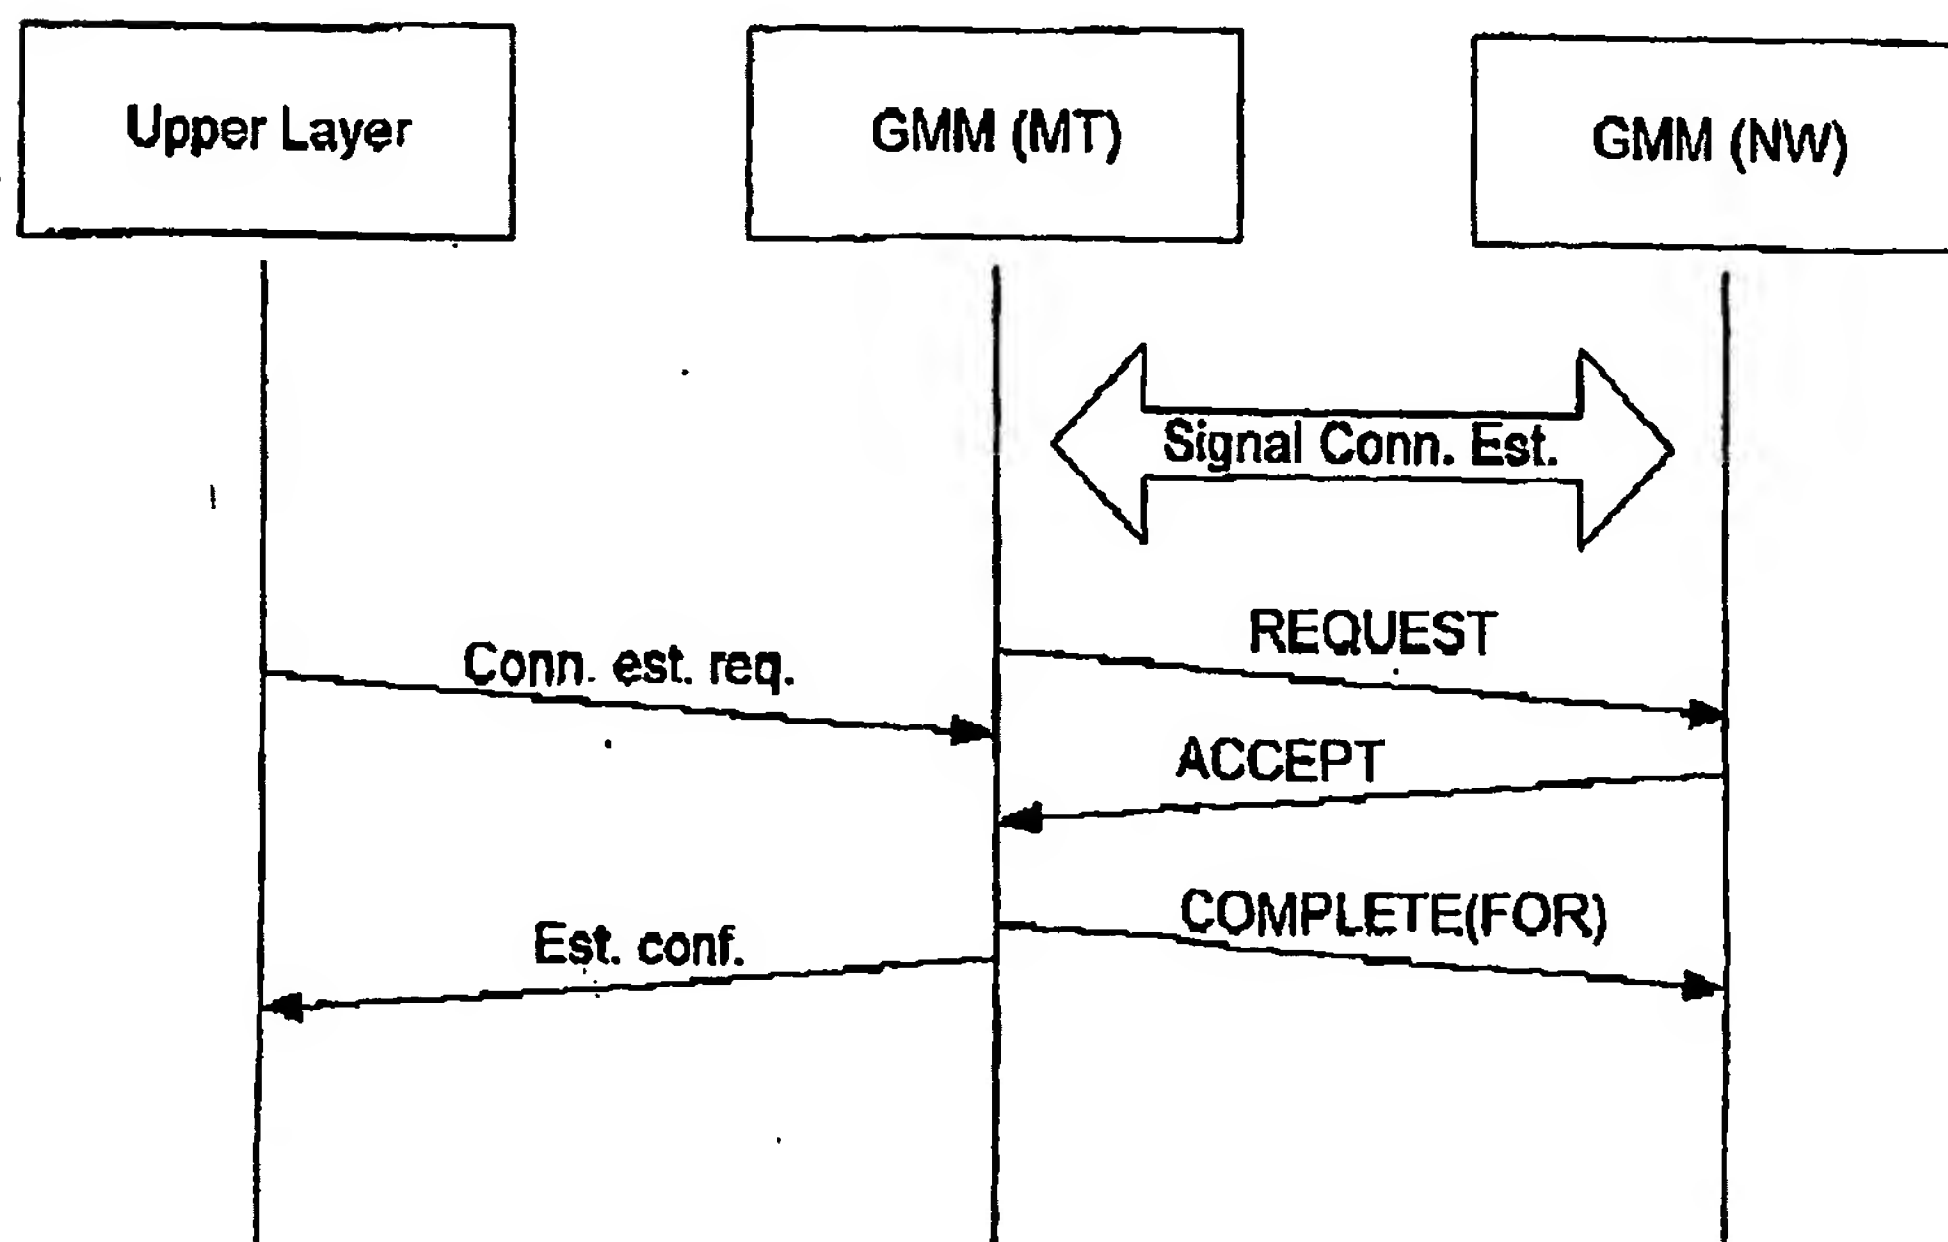 Upper Layer
GMM (MT)
GMM (NW)
Signal Conn. Est.
REQUEST
Conn. est. req.
ACCEPT
COMPLETE(FOR)
Est. conf.